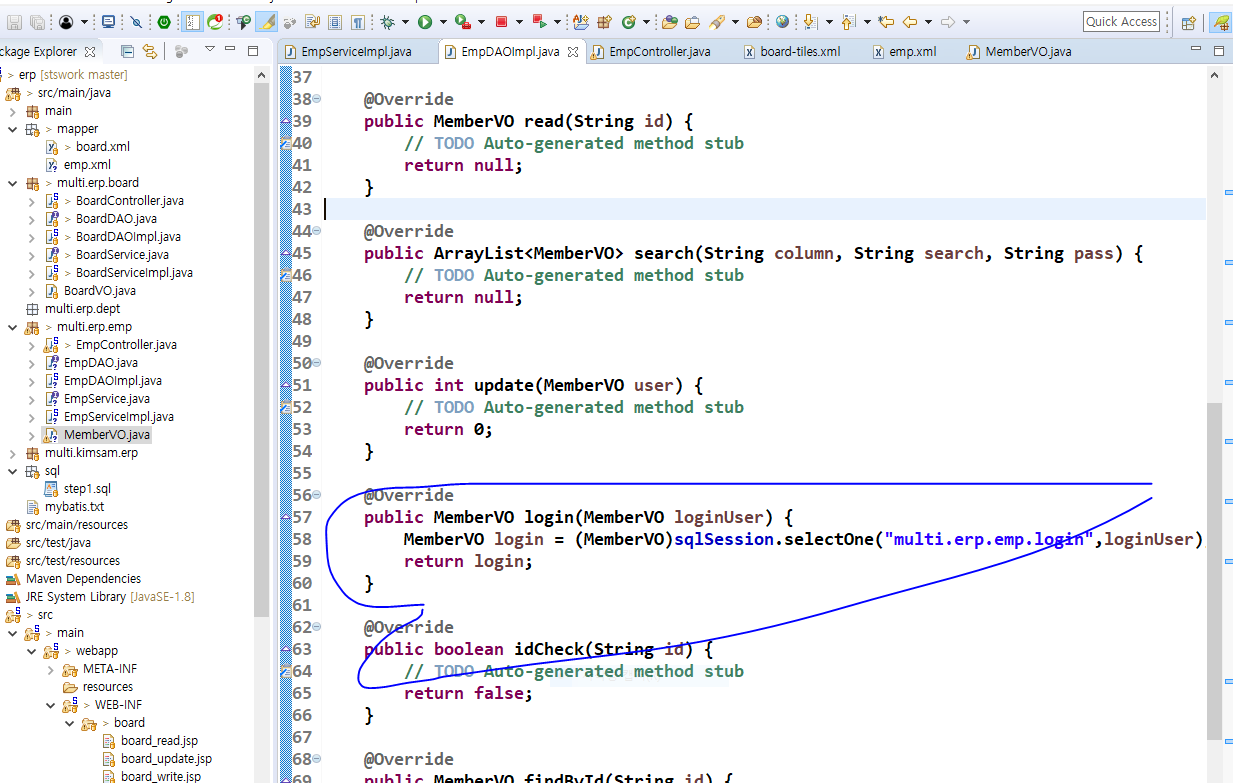 Quick Access
ckage Explorer
EmpServiceImpl.java
EmpDAOImpl.java
EmpController.java
board-tiles.xml
emp.xml
MemberVO.java
> erp [stswork master]
> src/main/java
main
> mapper
> board.xml
emp.xml
> multi.erp.board
> BoardController.java
> BoardDAO.java
> BoardDAOImpl.java
> BoardService.java
> BoardServiceImpl.java
BoardVO.java
multi.erp.dept
> multi.erp.emp
> EmpController.java
EmpDAO.java
EmpDAOImpl.java
EmpService.java
EmpServiceImpl.java
MemberVO.java
multi.kimsam.erp
sql
step1.sql
mybatis.txt
src/main/resources
src/test/java
src/test/resources
Maven Dependencies
JRE System Library [JavaSE-1.8]
> src
> main
> webapp
META-INF
resources
> WEB-INF
> board
board_read.jsp
board_update.jsp
board_write.jsp
37
38 @Override
39 public MemberVO read(String id) {
40 // TODO Auto-generated method stub
41 return null;
42 }
43
44 @Override
45 public ArrayList<MemberVO> search(String column, String search, String pass) {
46 // TODO Auto-generated method stub
47 return null;
48 }
49
50 @Override
51 public int update(MemberVO user) {
52 // TODO Auto-generated method stub
53 return 0;
54 }
55
56 @Override
57 public MemberVO login(MemberVO loginUser) {
58 MemberVO login = (MemberVO)sqlSession.selectOne("multi.erp.emp.login",loginUser)
59 return login;
60 }
61
62 @Override
63 public boolean idCheck(String id) {
64 // TODO Auto-generated method stub
65 return false;
66 }
67
68 @Override
69 public MemberVO findById(String id) {